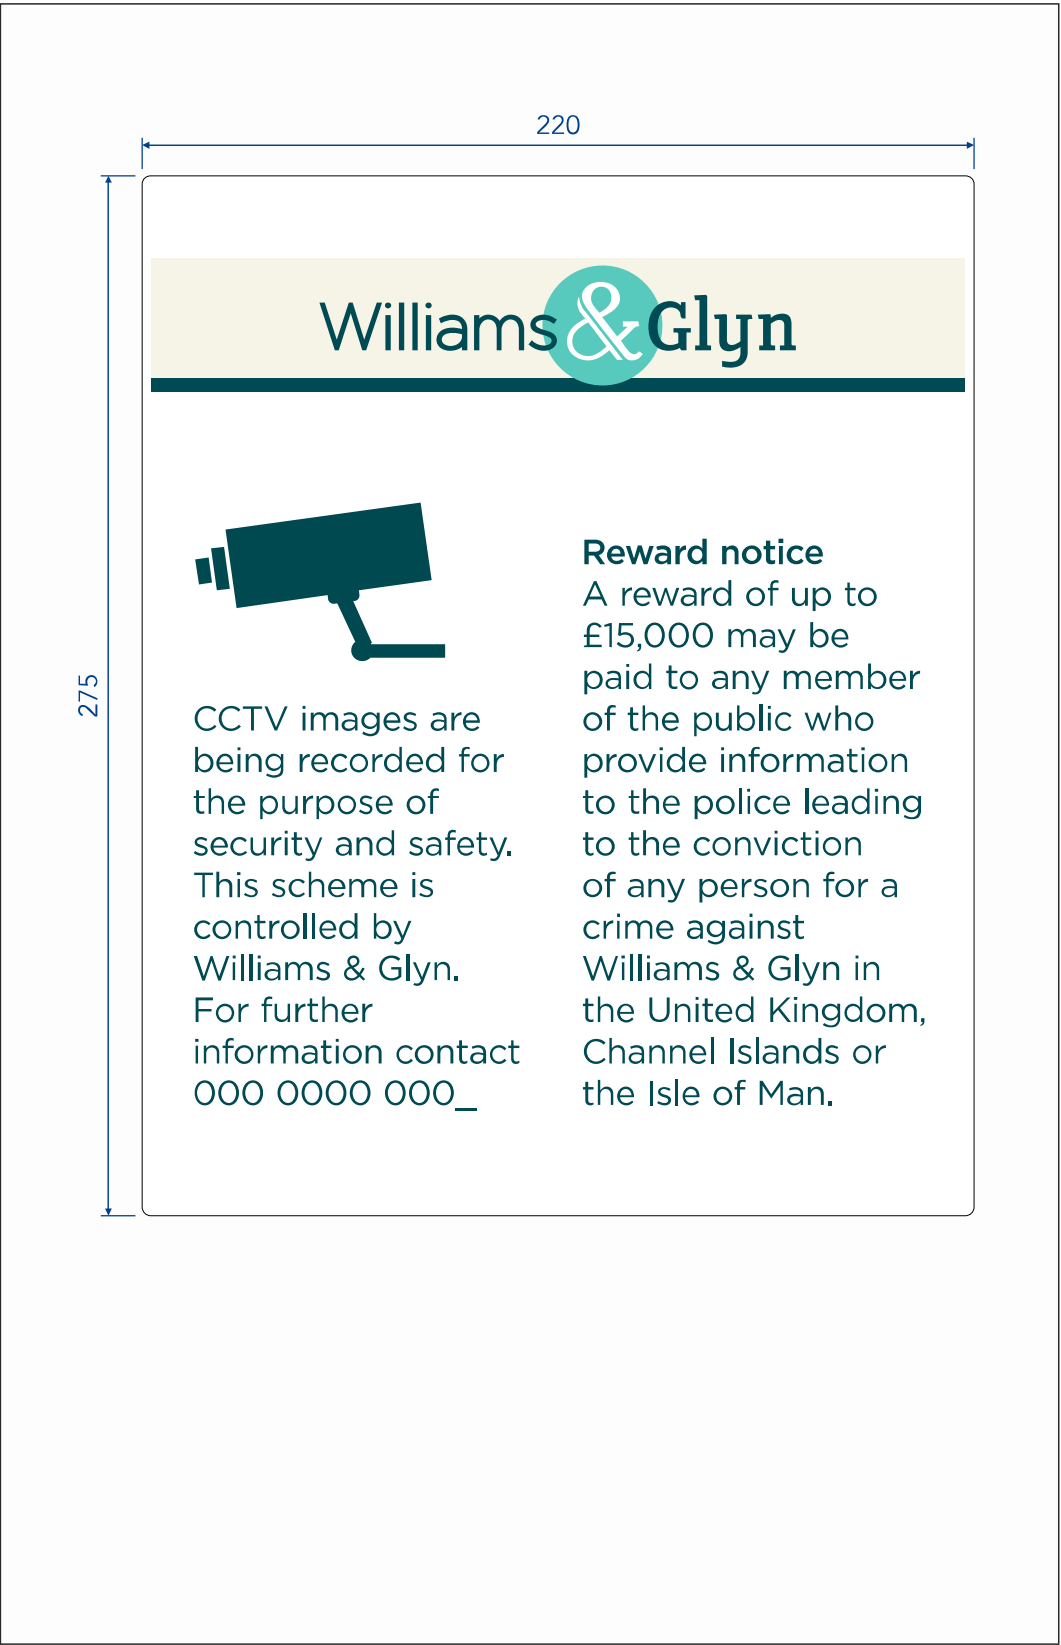 220
275
Williams & Glyn
CCTV images are
being recorded for
the purpose of
security and safety.
This scheme is
controlled by
Williams & Glyn.
For further
information contact
000 0000 000_
Reward notice
A reward of up to
£15,000 may be
paid to any member
of the public who
provide information
to the police leading
to the conviction
of any person for a
crime against
Williams & Glyn in
the United Kingdom,
Channel Islands or
the Isle of Man.